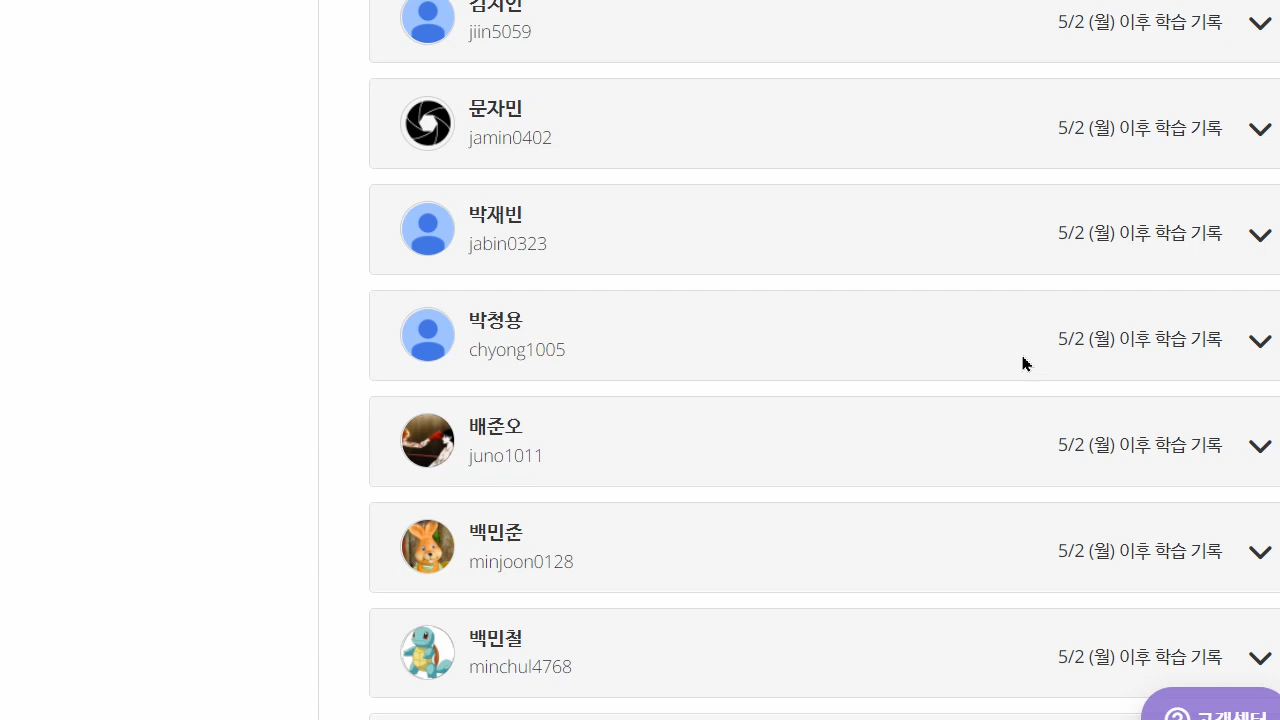 jiin5059
5/2 (월) 이후 학습 기록
문자민
jamin0402
5/2 (월) 이후 학습 기록
박재빈
jabin0323
5/2 (월) 이후 학습 기록
박청용
chyong1005
5/2 (월) 이후 학습 기록
배준오
juno1011
5/2 (월) 이후 학습 기록
백민준
minjoon0128
5/2 (월) 이후 학습 기록
백민철
minchul4768
5/2 (월) 이후 학습 기록
고객센터